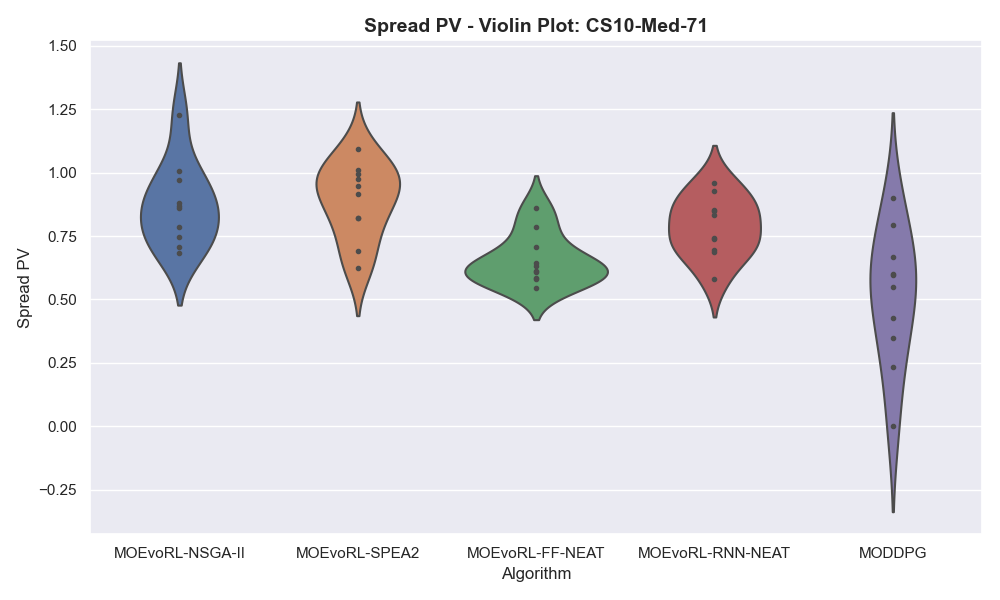 Spread PV - Violin Plot: CS10-Med-71
1.50
1.25
1.00
0.75
0.50
0.25
0.00
−0.25
Spread PV
MOEvoRL-NSGA-II
MOEvoRL-SPEA2
MOEvoRL-FF-NEAT
MOEvoRL-RNN-NEAT
MODDPG
Algorithm